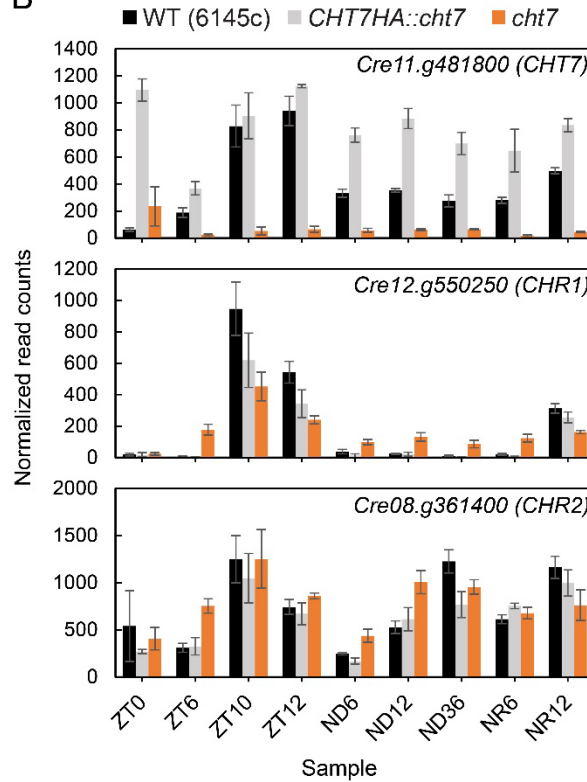 B
WT (6145c) CHT7HA::cht7 cht7
Cre11.g481800 (CHT7)
1400
1200
1000
800
600
400
200
0
Cre12.g550250 (CHR1)
1200
1000
800
600
400
200
0
Cre08.g361400 (CHR2)
2000
1500
1000
500
0
Normalized read counts
ZT0 ZT6 ZT10 ZT12 ND6 ND12 ND36 NR6 NR12
Sample